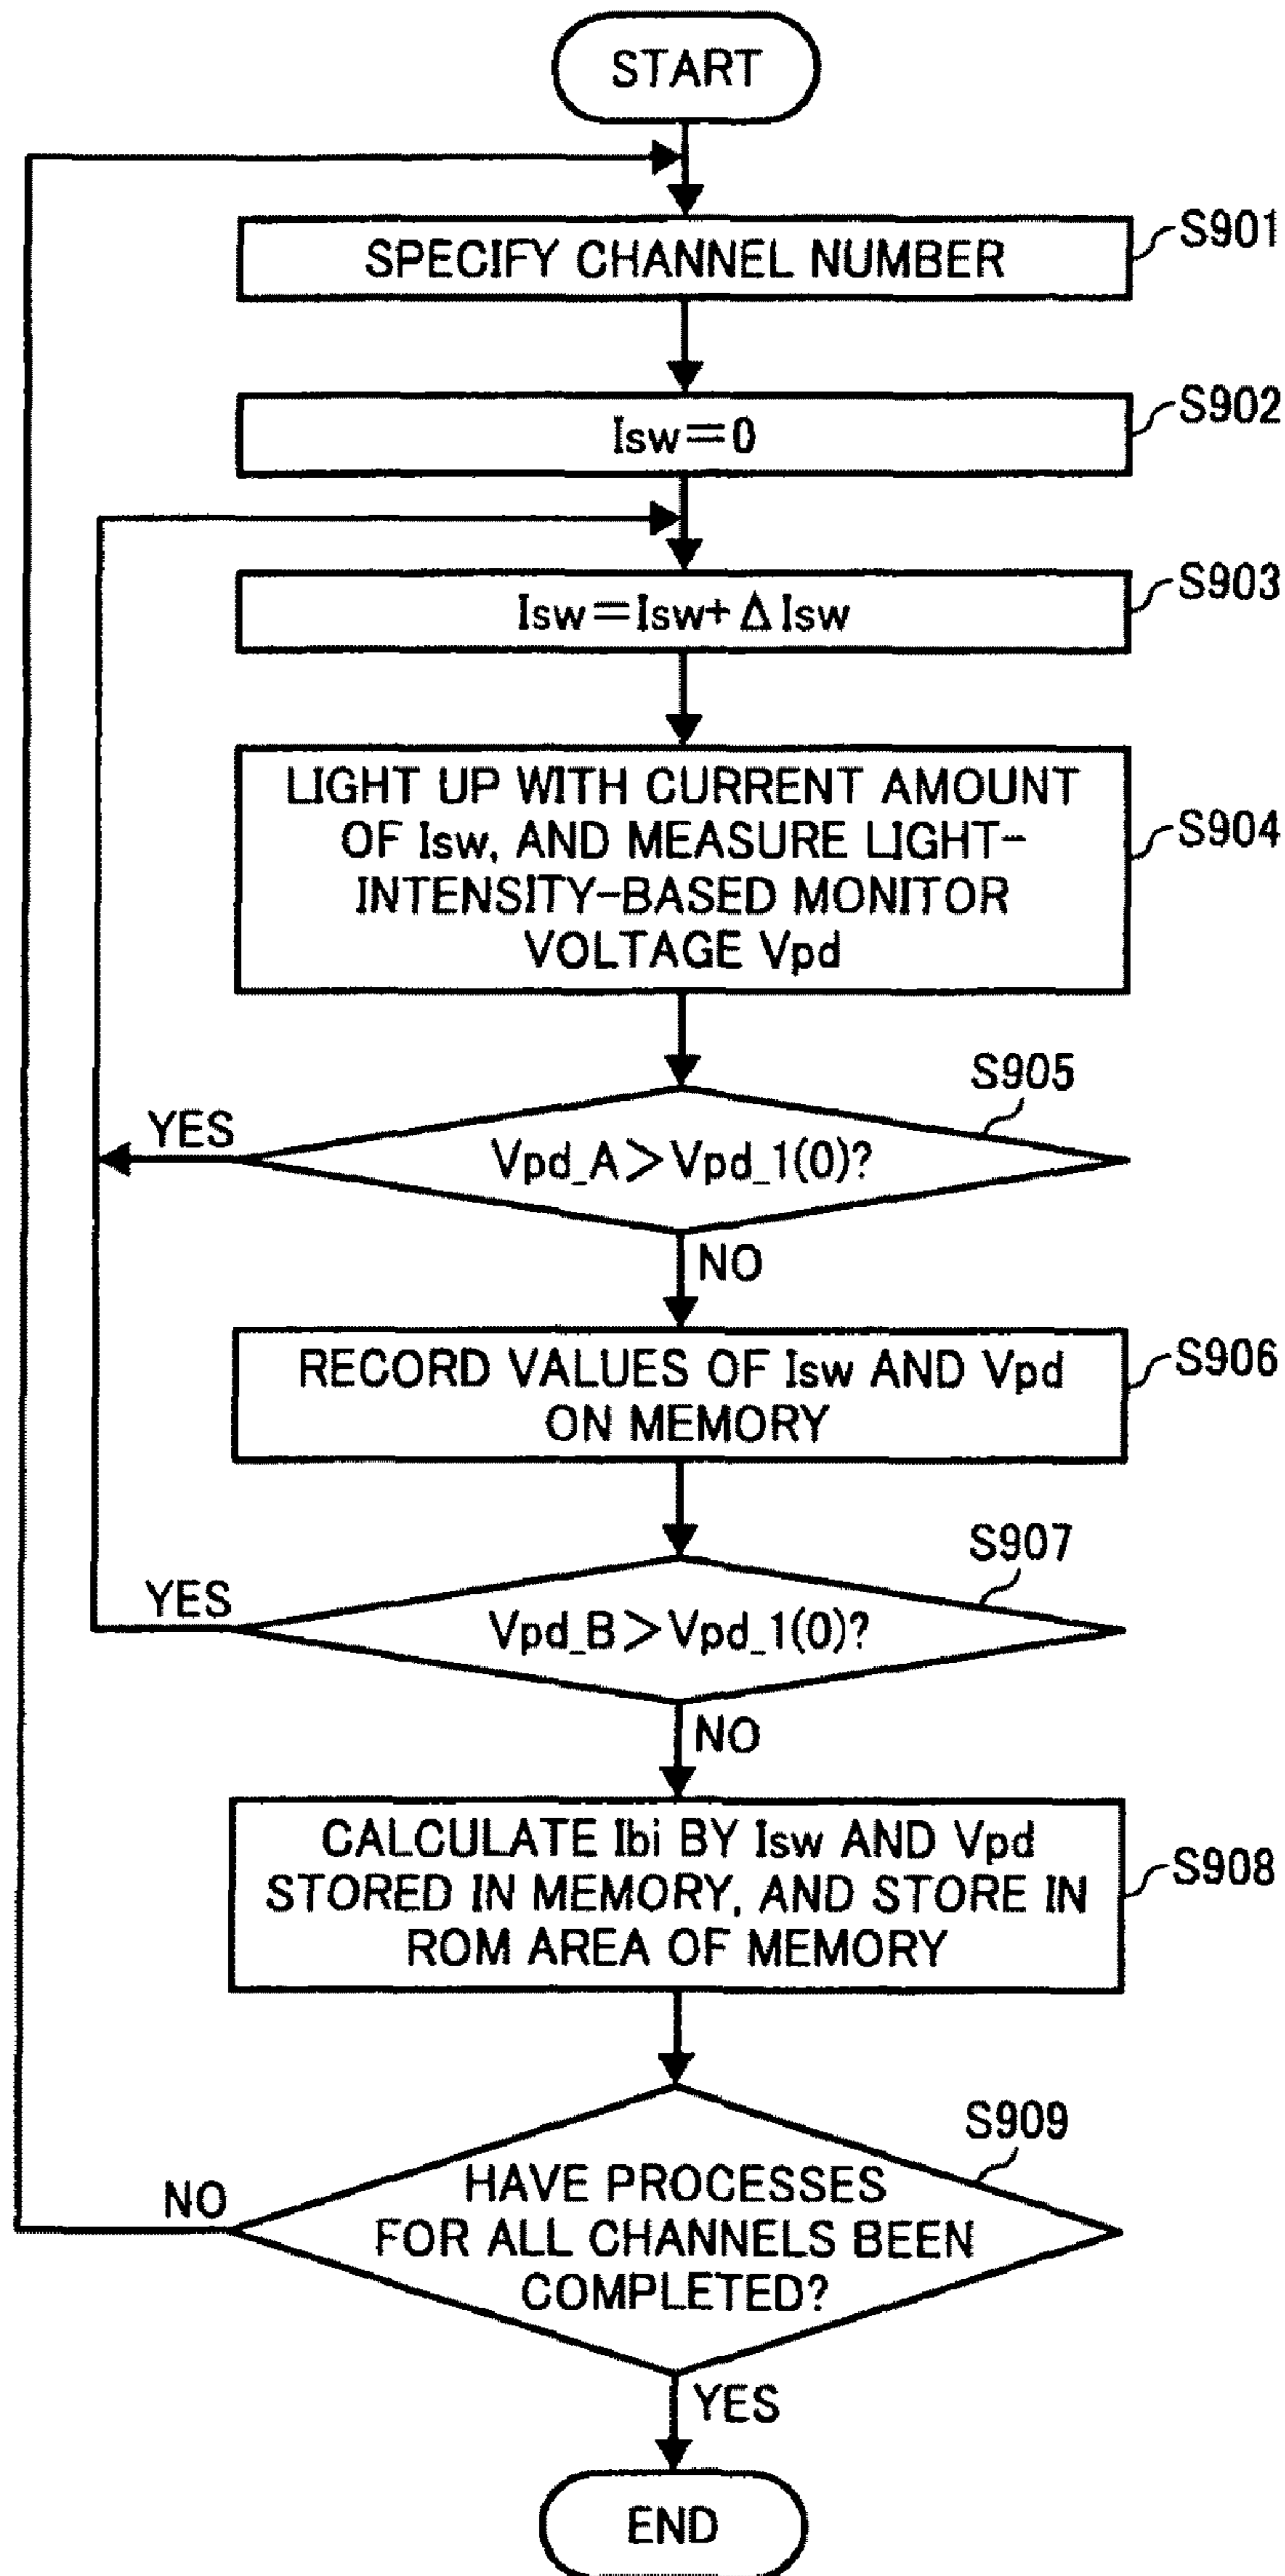 START
SPECIFY CHANNEL NUMBER
S901
Isw=0
S902
Isw=Isw+ΔIsw
S903
LIGHT UP WITH CURRENT AMOUNT
OF Isw, AND MEASURE LIGHT-
INTENSITY-BASED MONITOR
VOLTAGE Vpd
S904
S905
YES
Vpd_A>Vpd_1(0)?
NO
RECORD VALUES OF Isw AND Vpd
ON MEMORY
S906
S907
YES
Vpd_B>Vpd_1(0)?
NO
CALCULATE Ibi BY Isw AND Vpd
STORED IN MEMORY, AND STORE IN
ROM AREA OF MEMORY
S908
S909
NO
HAVE PROCESSES
FOR ALL CHANNELS BEEN
COMPLETED?
YES
END